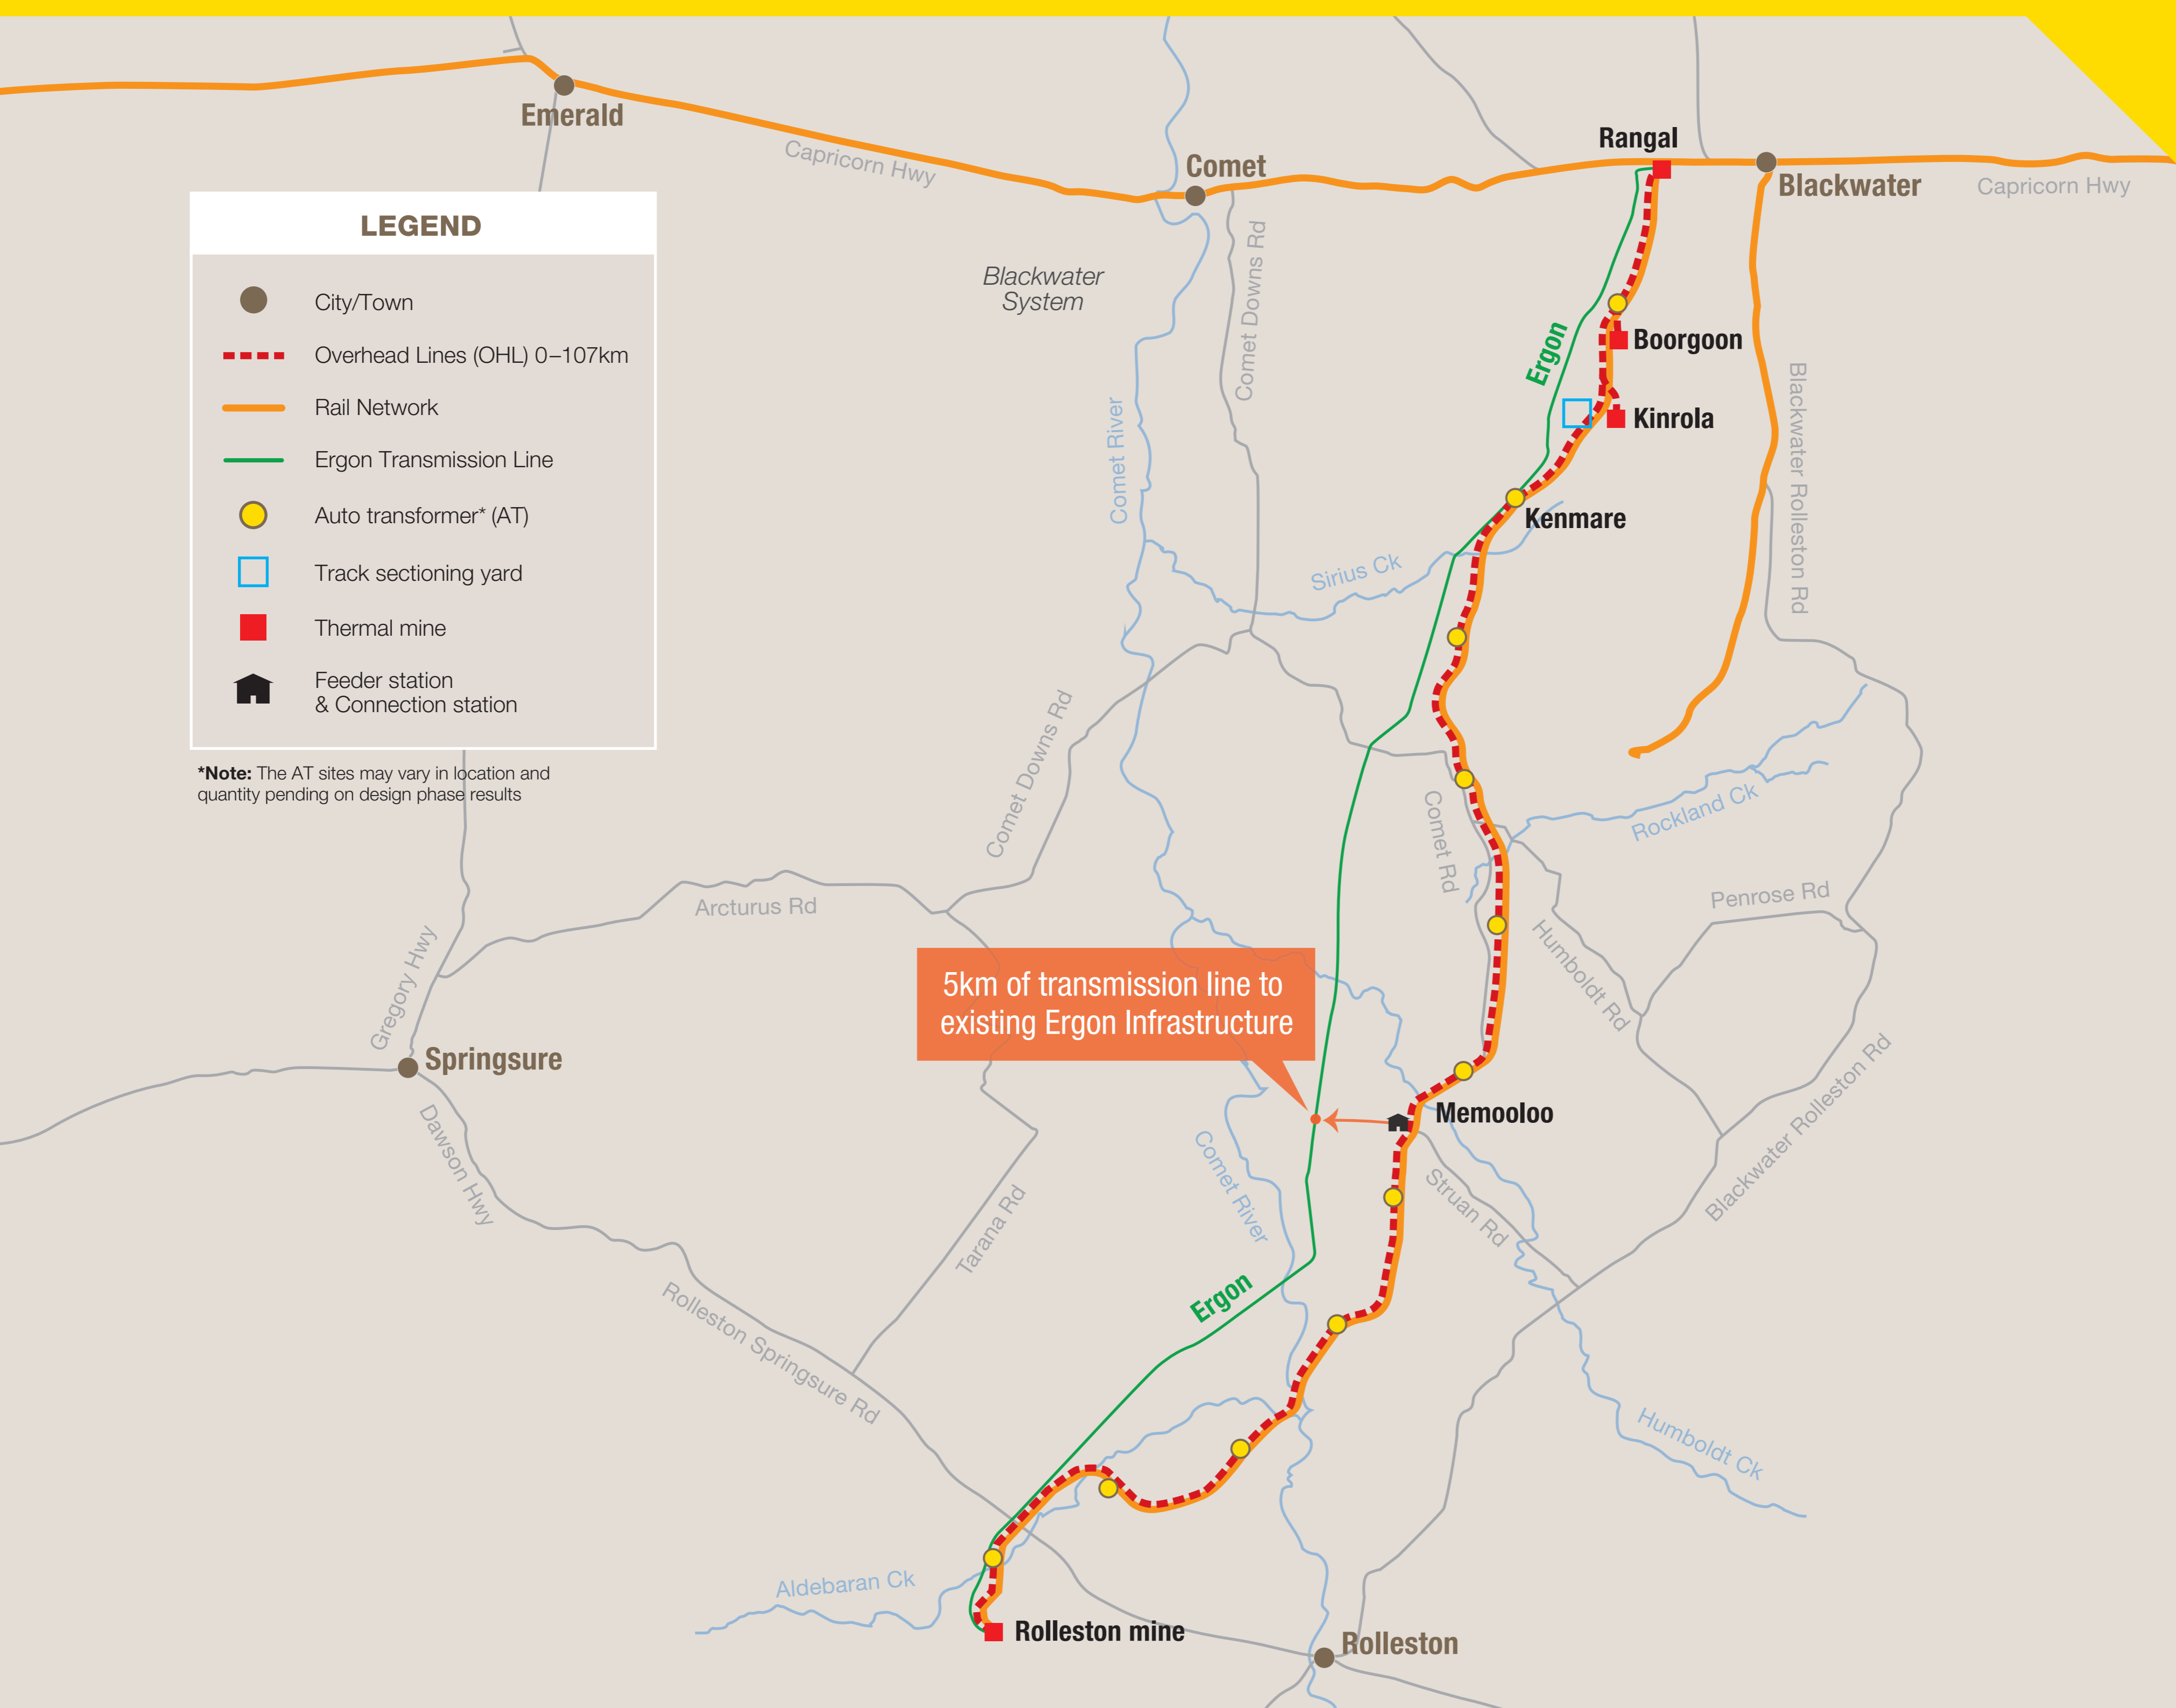 Emerald
Capricorn Hwy
Comet
Rangal
Blackwater
Capricorn Hwy
LEGEND
City/Town
Overhead Lines (OHL) 0–107km
Rail Network
Ergon Transmission Line
Auto transformer* (AT)
Track sectioning yard
Thermal mine
Feeder station
& Connection station
*Note: The AT sites may vary in location and
quantity pending on design phase results
Blackwater
System
Comet Downs Rd
Ergon
Boorgoon
Kinrola
Blackwater Rolleston Rd
Comet River
Kenmare
Sirius Ck
Comet Downs Rd
Comet Rd
Rockland Ck
Arcturus Rd
Penrose Rd
Humboldt Rd
Gregory Hwy
5km of transmission line to
existing Ergon Infrastructure
Springsure
Memooloo
Blackwater Rolleston Rd
Dawson Hwy
Comet River
Struan Rd
Tarana Rd
Ergon
Rolleston Springsure Rd
Humboldt Ck
Aldebaran Ck
Rolleston mine
Rolleston